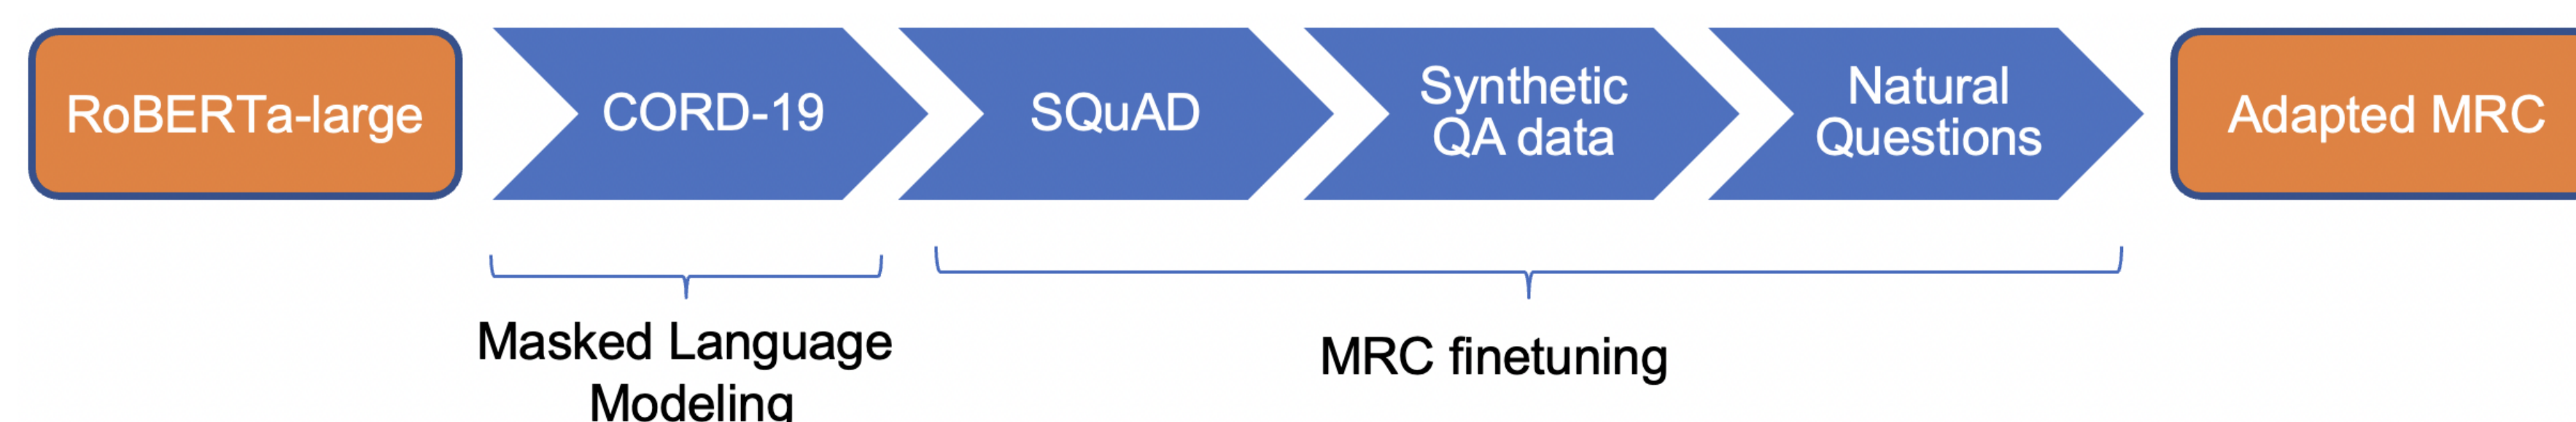 RoBERTa-large
CORD-19
SQuAD
Synthetic
QA data
Natural
Questions
Adapted MRC
Masked Language
Modeling
MRC finetuning